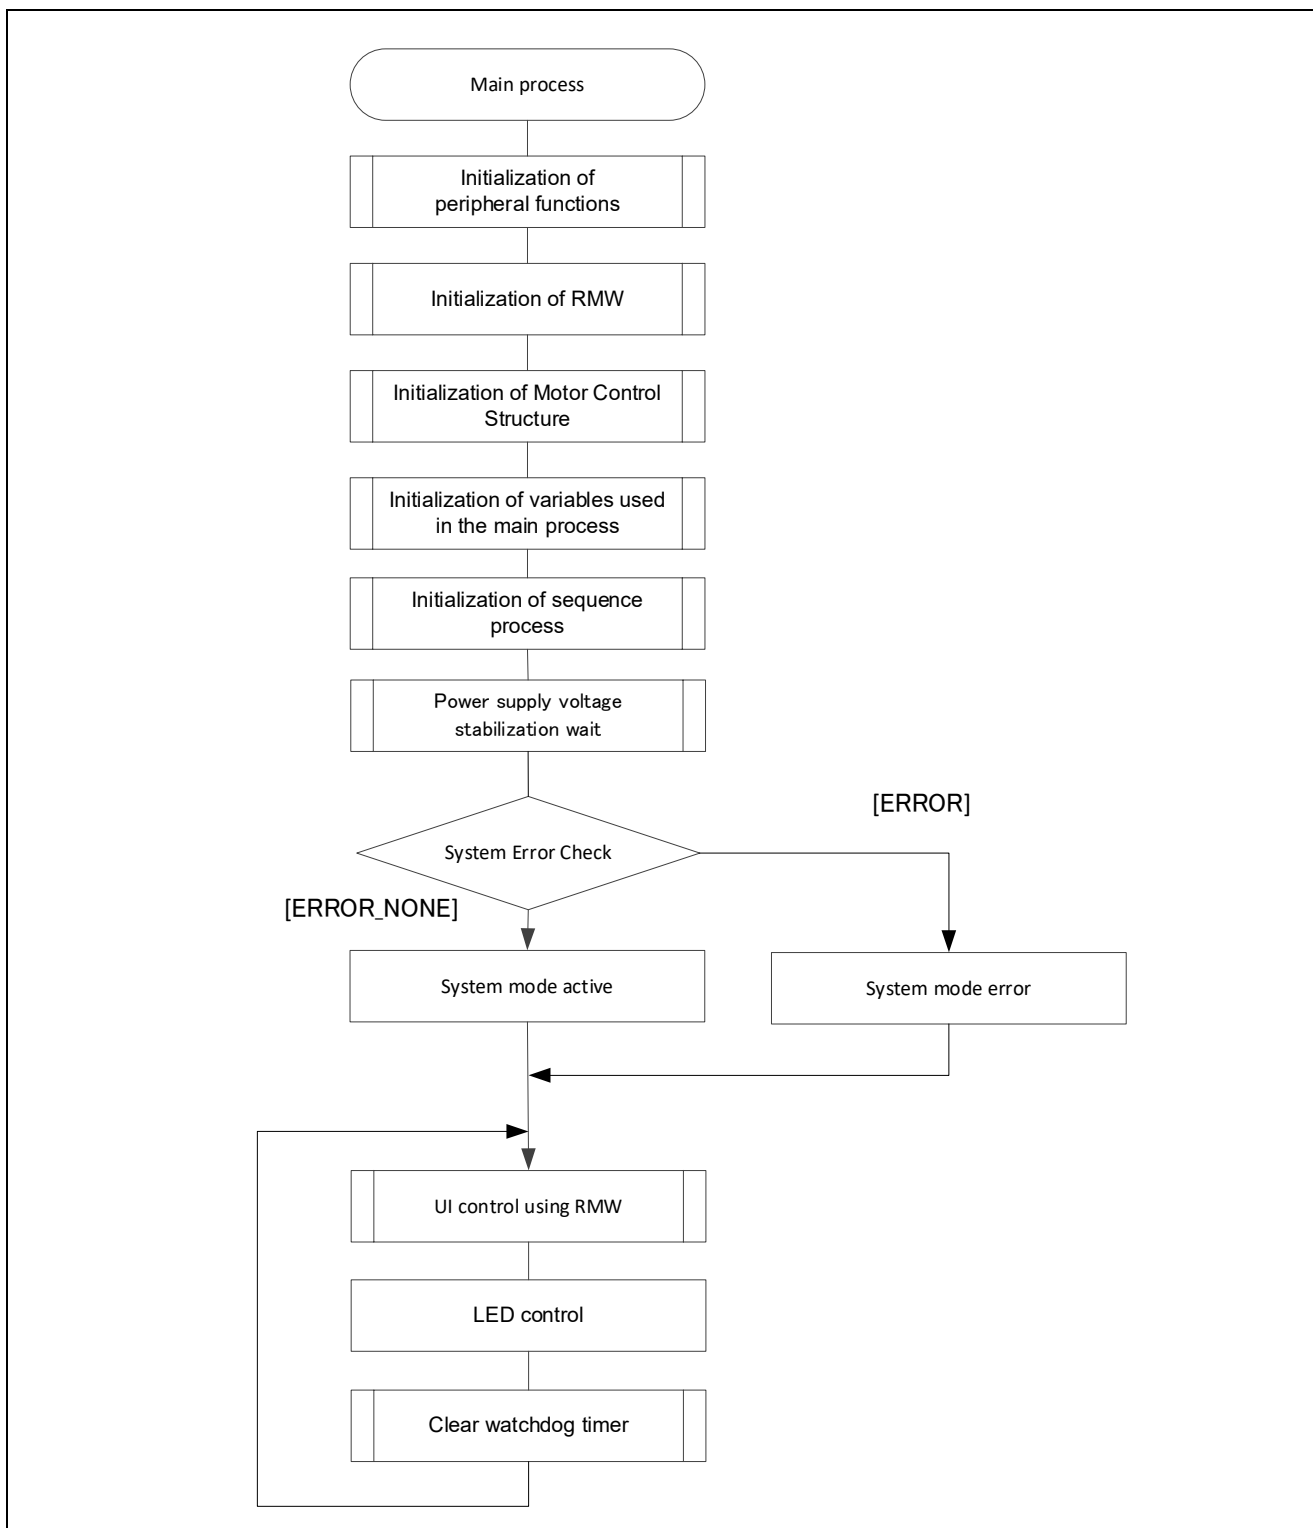 Main process
Initialization of
peripheral functions
Initialization of RMW
Initialization of Motor Control
Structure
Initialization of variables used
in the main process
Initialization of sequence
process
Power supply voltage
stabilization wait
[ERROR]
System Error Check
[ERROR_NONE]
System mode active
System mode error
UI control using RMW
LED control
Clear watchdog timer